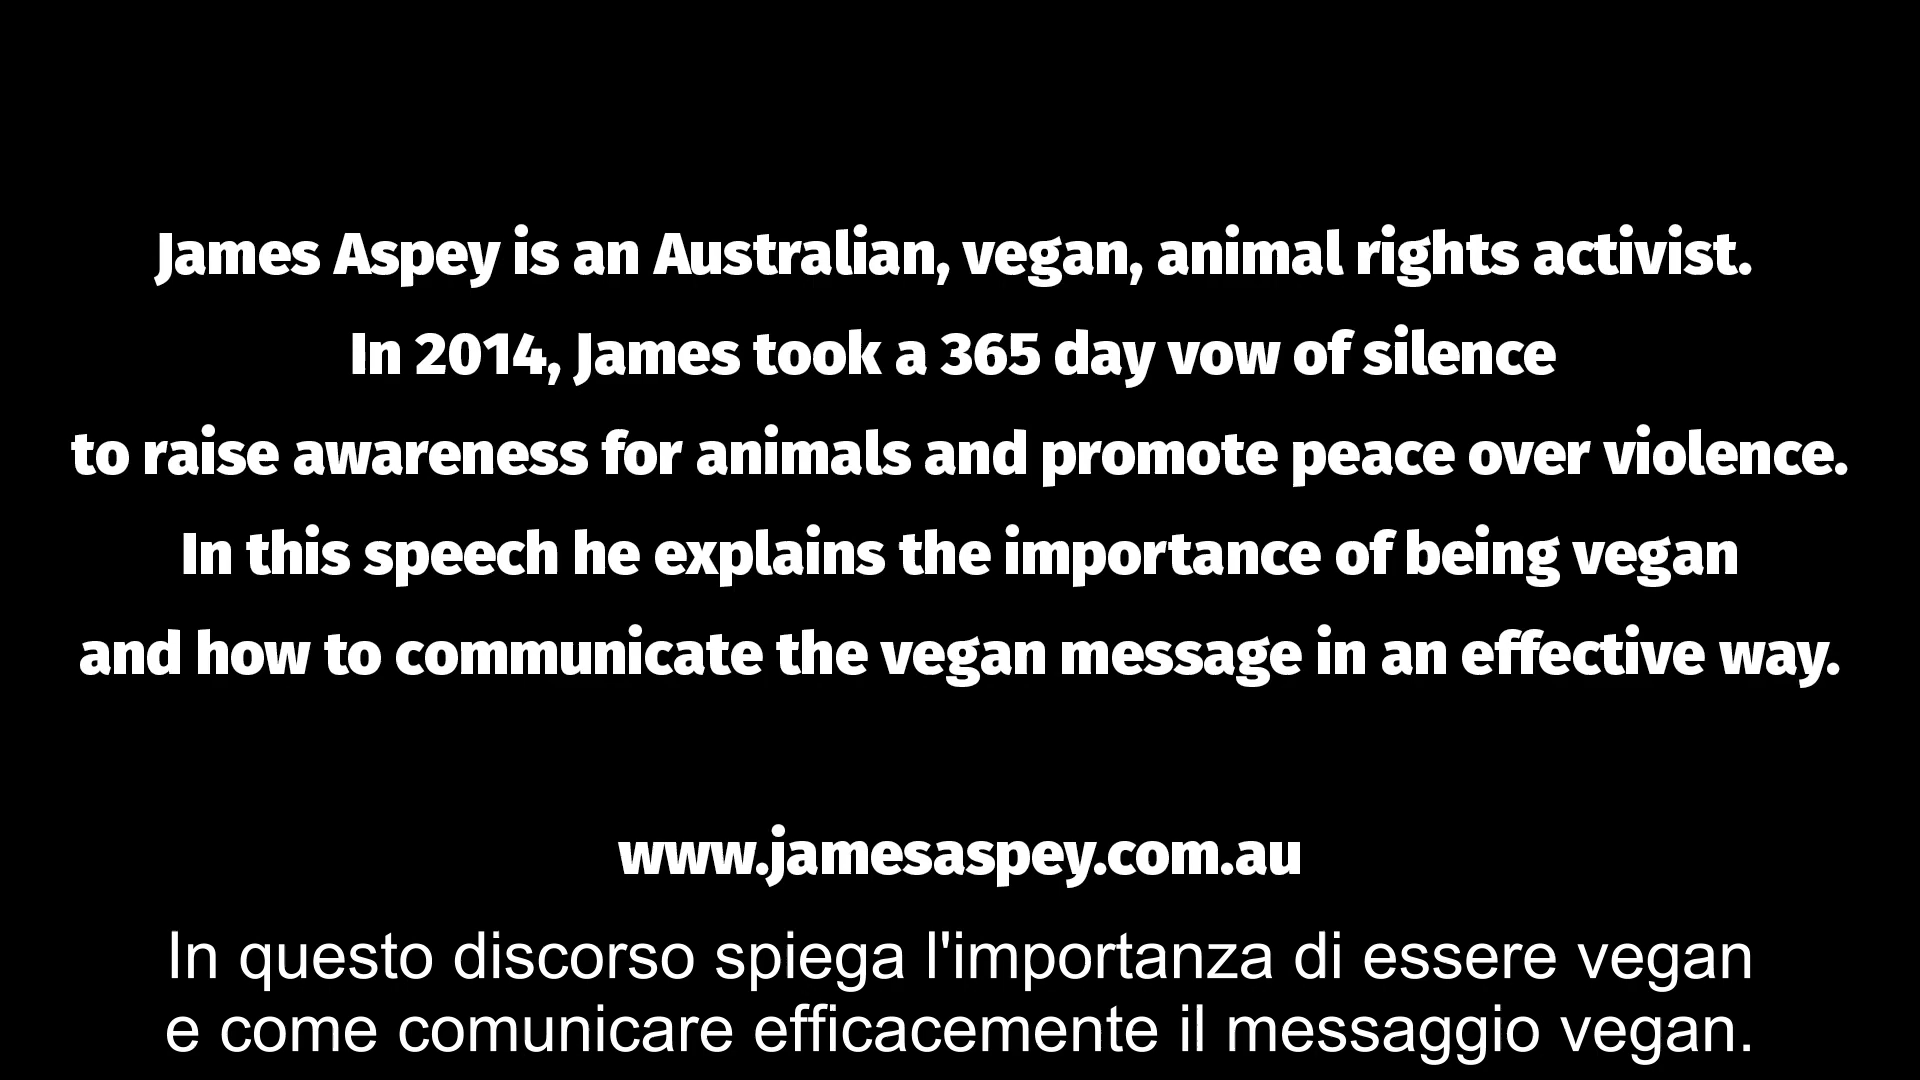 James Aspey is an Australian, vegan, animal rights activist.
In 2014, James took a 365 day vow of silence
to raise awareness for animals and promote peace over violence.
In this speech he explains the importance of being vegan
and how to communicate the vegan message in an effective way.
www.jamesaspey.com.au
In questo discorso spiega l'importanza di essere vegan
e come comunicare efficacemente il messaggio vegan.